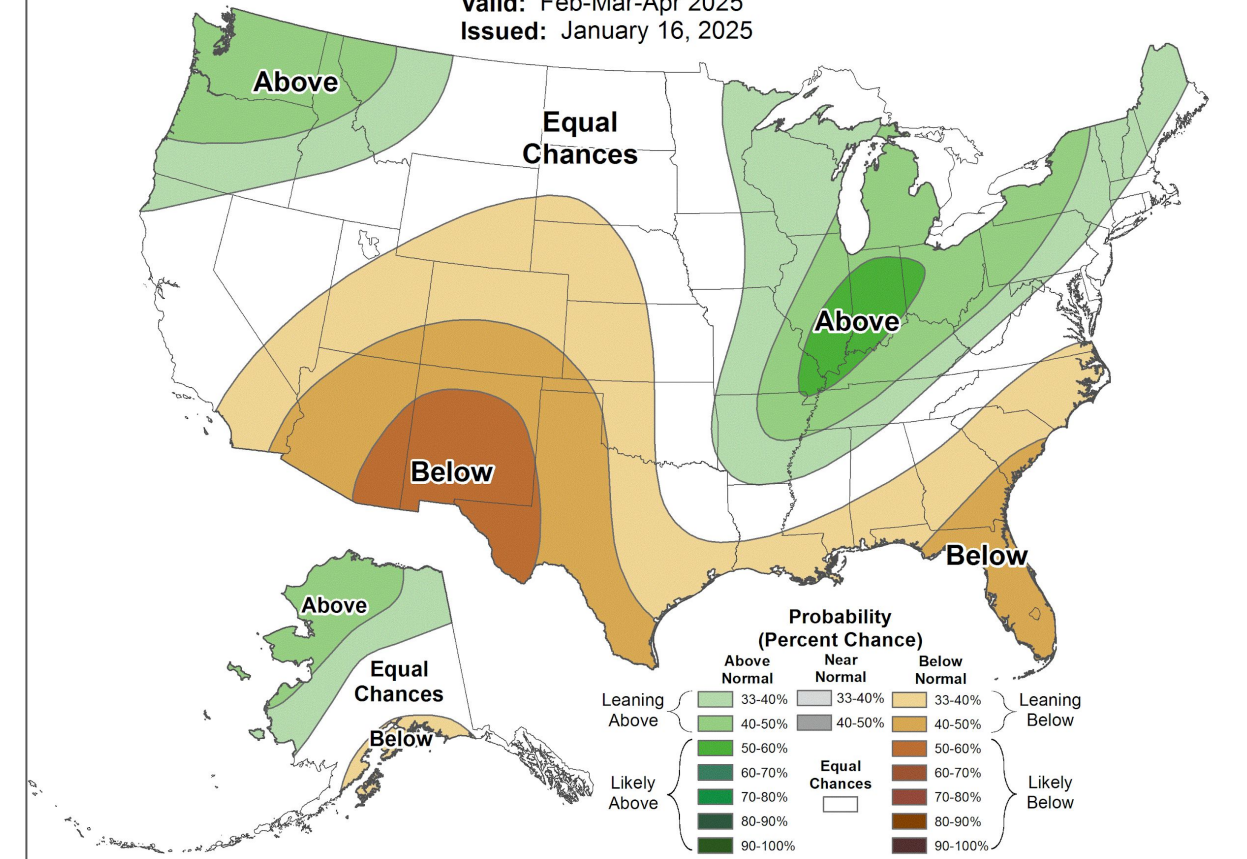 Valid: Feb-Mar-Apr 2025
Issued: January 16, 2025
Above
Equal
Chances
Above
Below
Below
Above
Equal
Chances
Below
Probability
(Percent Chance)
Above
Normal
Near
Normal
Below
Normal
Leaning
Above
33-40%
33-40%
33-40%
Leaning
Below
40-50%
40-50%
40-50%
50-60%
50-60%
Likely
Above
60-70%
Equal
Chances
60-70%
Likely
Below
70-80%
70-80%
80-90%
80-90%
90-100%
90-100%